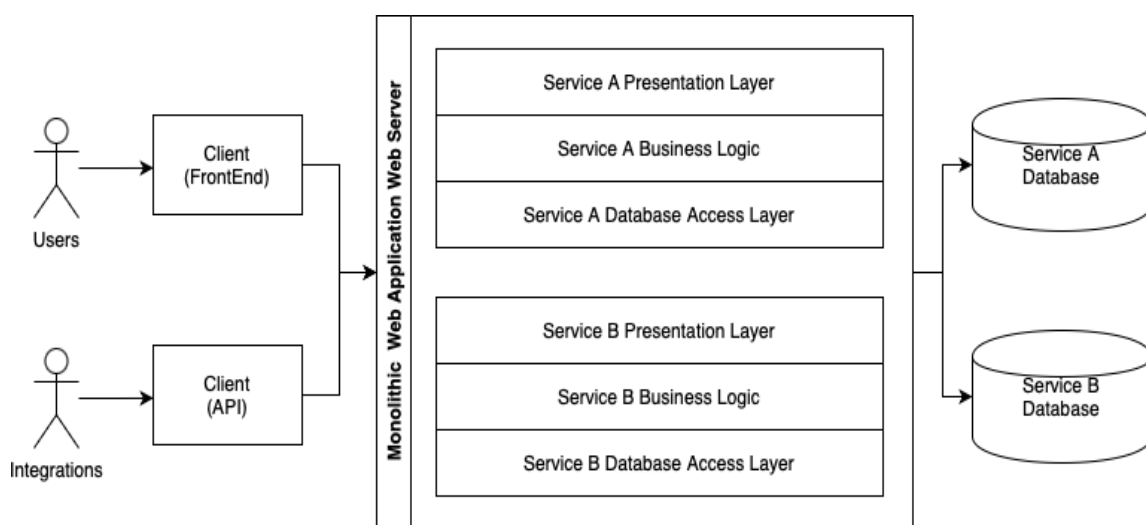 Users
Client
(FrontEnd)
Integrations
Client
(API)
Monolithic Web Application Web Server
Service A Presentation Layer
Service A Business Logic
Service A Database Access Layer
Service B Presentation Layer
Service B Business Logic
Service B Database Access Layer
Service A
Database
Service B
Database